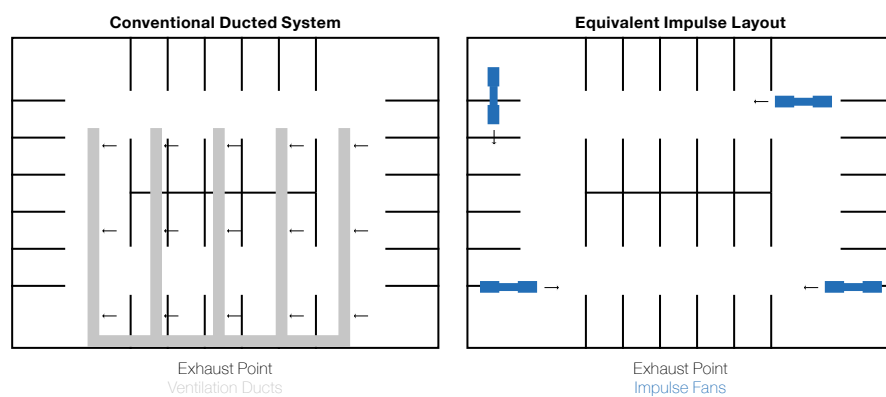 Conventional Ducted System
Equivalent Impulse Layout
Exhaust Point
Ventilation Ducts
Exhaust Point
Impulse Fans